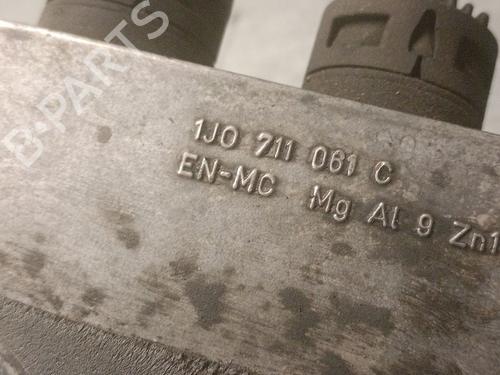 B-PARTS
1J0 711 061 C
EN-MC Mg Al 9 Zn1